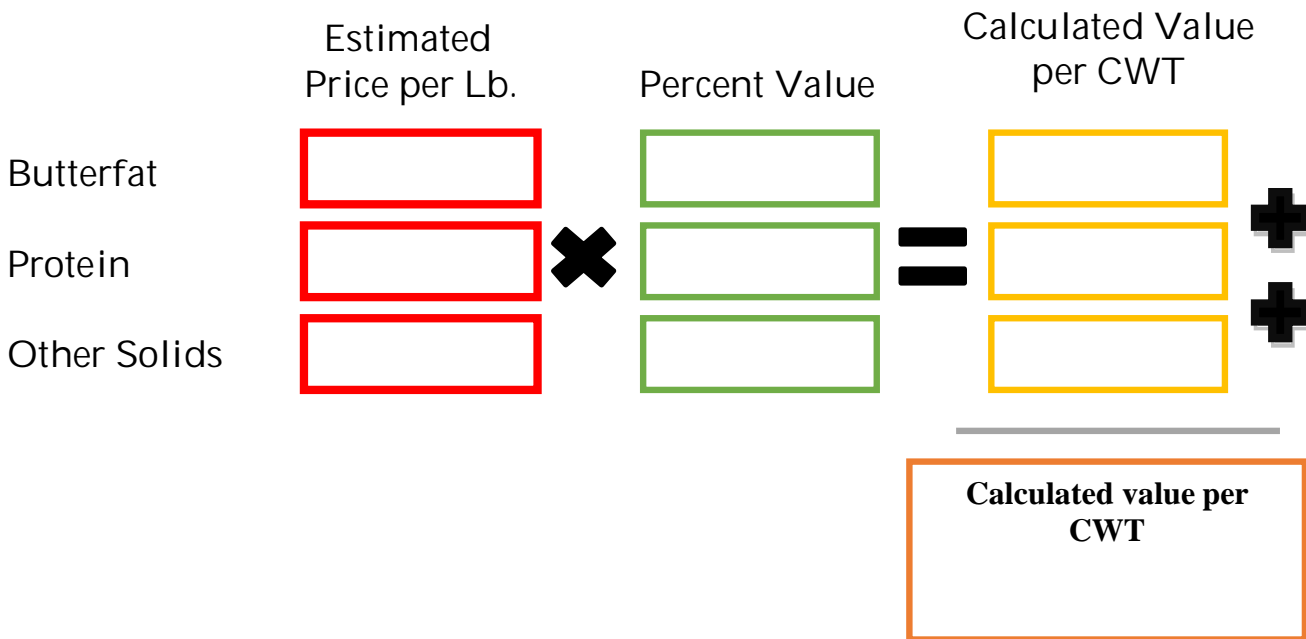 Estimated
Price per Lb.
Percent Value
Calculated Value
per CWT
Butterfat
Protein
Other Solids
Calculated value per
CWT